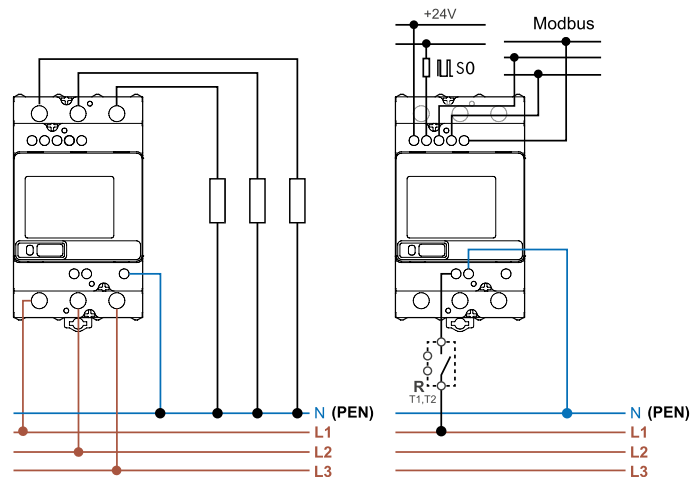 +24V
Modbus
S0
R
T1,T2
N (PEN)
L1
L2
L3
N (PEN)
L1
L2
L3